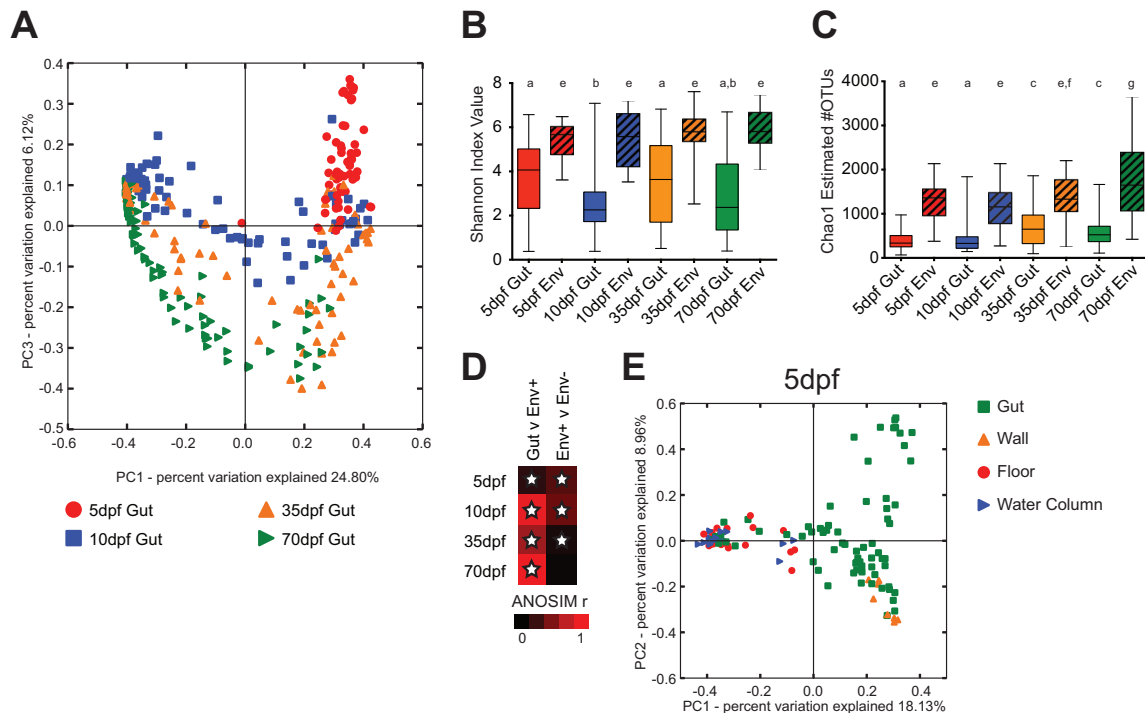 A
0.4
0.3
0.2
0.1
0.0
-0.1
-0.2
-0.3
-0.4
-0.5
-0.6 -0.4 -0.2 0.0 0.2 0.4 0.6
PC3 - percent variation explained 6.12%
PC1 - percent variation explained 24.80%
5dpf Gut
35dpf Gut
10dpf Gut
70dpf Gut
B
a e b e a e a,b e
8
6
4
2
0
Shannon Index Value
5dpf Gut
5dpf Env
10dpf Gut
10dpf Env
35dpf Gut
35dpf Env
70dpf Gut
70dpf Env
C
a e a e c e,f c g
4000
3000
2000
1000
0
Chao1 Estimated #OTUs
5dpf Gut
5dpf Env
10dpf Gut
10dpf Env
35dpf Gut
35dpf Env
70dpf Gut
70dpf Env
D
Gut v Env+
Env+ v Env-
5dpf
10dpf
35dpf
70dpf
ANOSIM r
0 1
E
5dpf
0.6
0.4
0.2
0.0
-0.2
-0.4
-0.6
-0.4 -0.2 0.0 0.2 0.4
PC2 - percent variation explained 8.96%
PC1 - percent variation explained 18.13%
Gut
Wall
Floor
Water Column